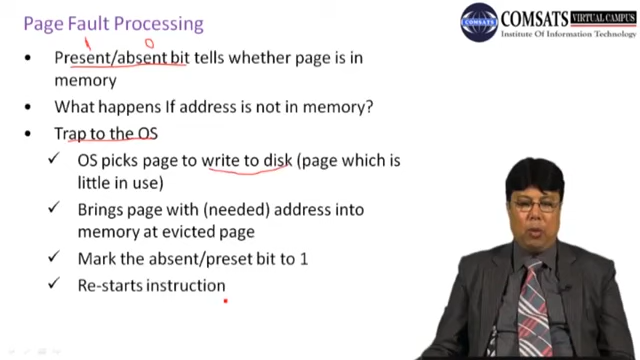 Page Fault Processing
COMSATS VIRTUAL CAMPUS
Institute Of Information Technology
1 0
• Present/absent bit tells whether page is in
memory
• What happens If address is not in memory?
• Trap to the OS
✓ OS picks page to write to disk (page which is
little in use)
✓ Brings page with (needed) address into
memory at evicted page
✓ Mark the absent/preset bit to 1
✓ Re-starts instruction